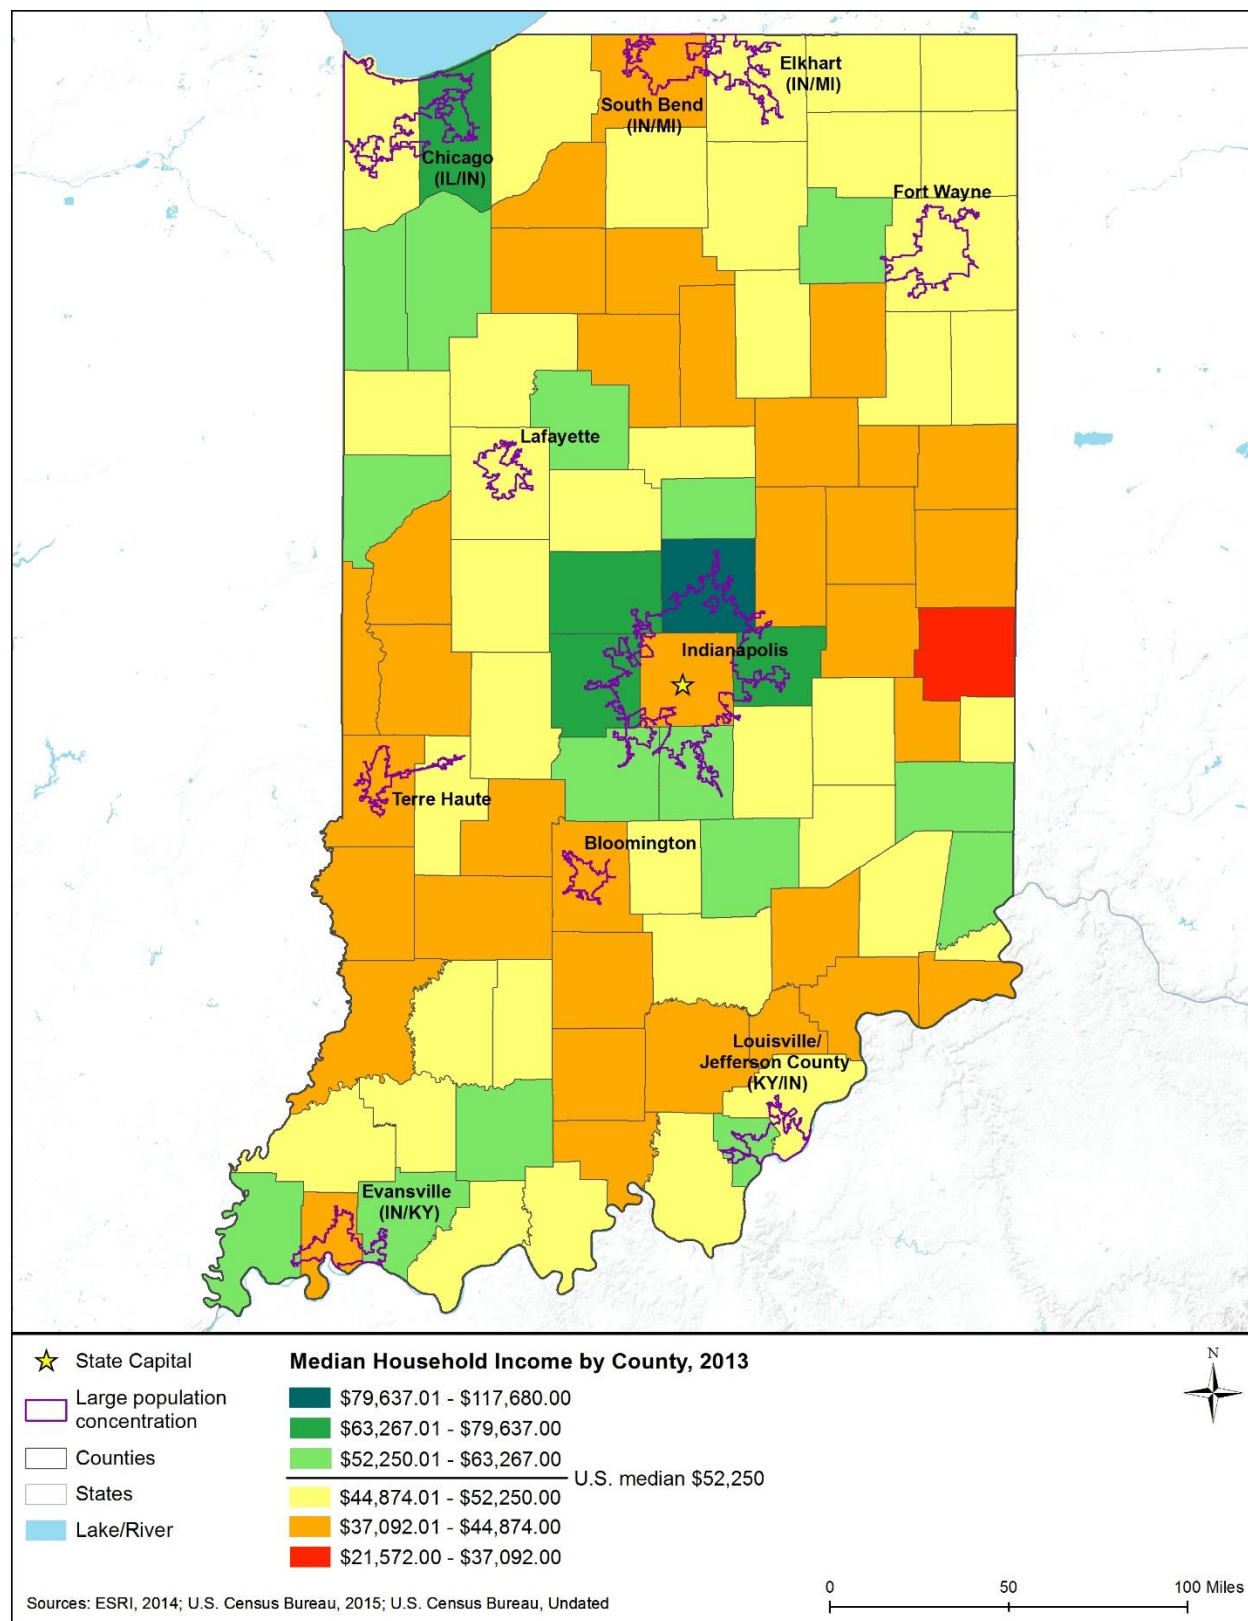 Elkhart
(IN/MI)
South Bend
(IN/MI)
Chicago
(IL/IN)
Fort Wayne
Lafayette
Indianapolis
Terre Haute
Bloomington
Louisville/
Jefferson County
(KY/IN)
Evansville
(IN/KY)
State Capital
Large population
concentration
Counties
States
Lake/River
Median Household Income by County, 2013
$79,637.01 - $117,680.00
$63,267.01 - $79,637.00
$52,250.01 - $63,267.00
U.S. median $52,250
$44,874.01 - $52,250.00
$37,092.01 - $44,874.00
$21,572.00 - $37,092.00
N
0 50 100 Miles
Sources: ESRI, 2014; U.S. Census Bureau, 2015; U.S. Census Bureau, Undated